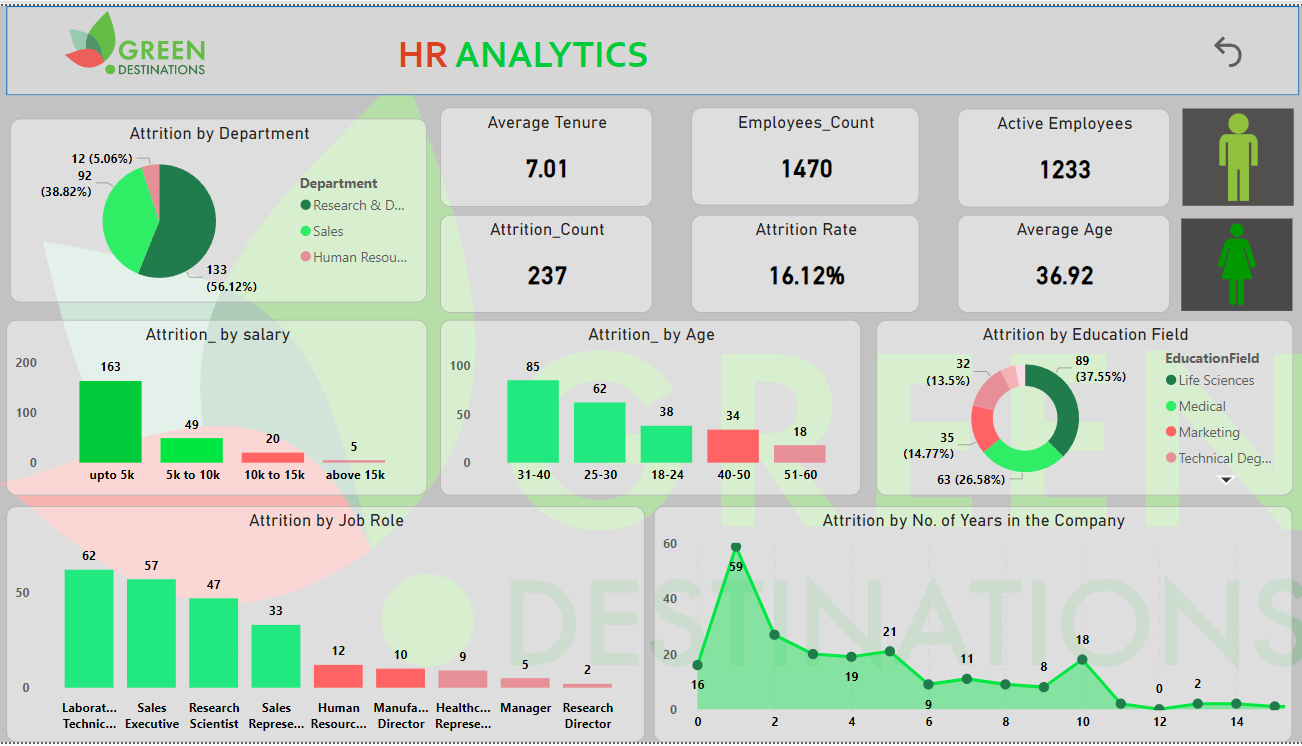 GREEN
DESTINATIONS
HR ANALYTICS
Attrition by Department
12 (5.06%)
92
(38.82%)
133
(56.12%)
Department
Research & D...
Sales
Human Resou...
Average Tenure
7.01
Employees_Count
1470
Active Employees
1233
Attrition_Count
237
Attrition Rate
16.12%
Average Age
36.92
Attrition_ by salary
200
100
0
163
49
20
5
upto 5k
5k to 10k
10k to 15k
above 15k
Attrition_ by Age
100
50
0
85
62
38
34
18
31-40
25-30
18-24
40-50
51-60
Attrition by Education Field
32
(13.5%)
89
(37.55%)
35
(14.77%)
63 (26.58%)
EducationField
Life Sciences
Medical
Marketing
Technical Deg...
Attrition by Job Role
50
0
62
57
47
33
12
10
9
5
2
Laborat...
Technic...
Sales
Executive
Research
Scientist
Sales
Represe...
Human
Resourc...
Manufa...
Director
Healthc...
Represe...
Manager
Research
Director
Attrition by No. of Years in the Company
60
40
20
0
16
59
19
21
9
11
8
18
0
2
0
2
4
6
8
10
12
14
GREEN
DESTINATIONS